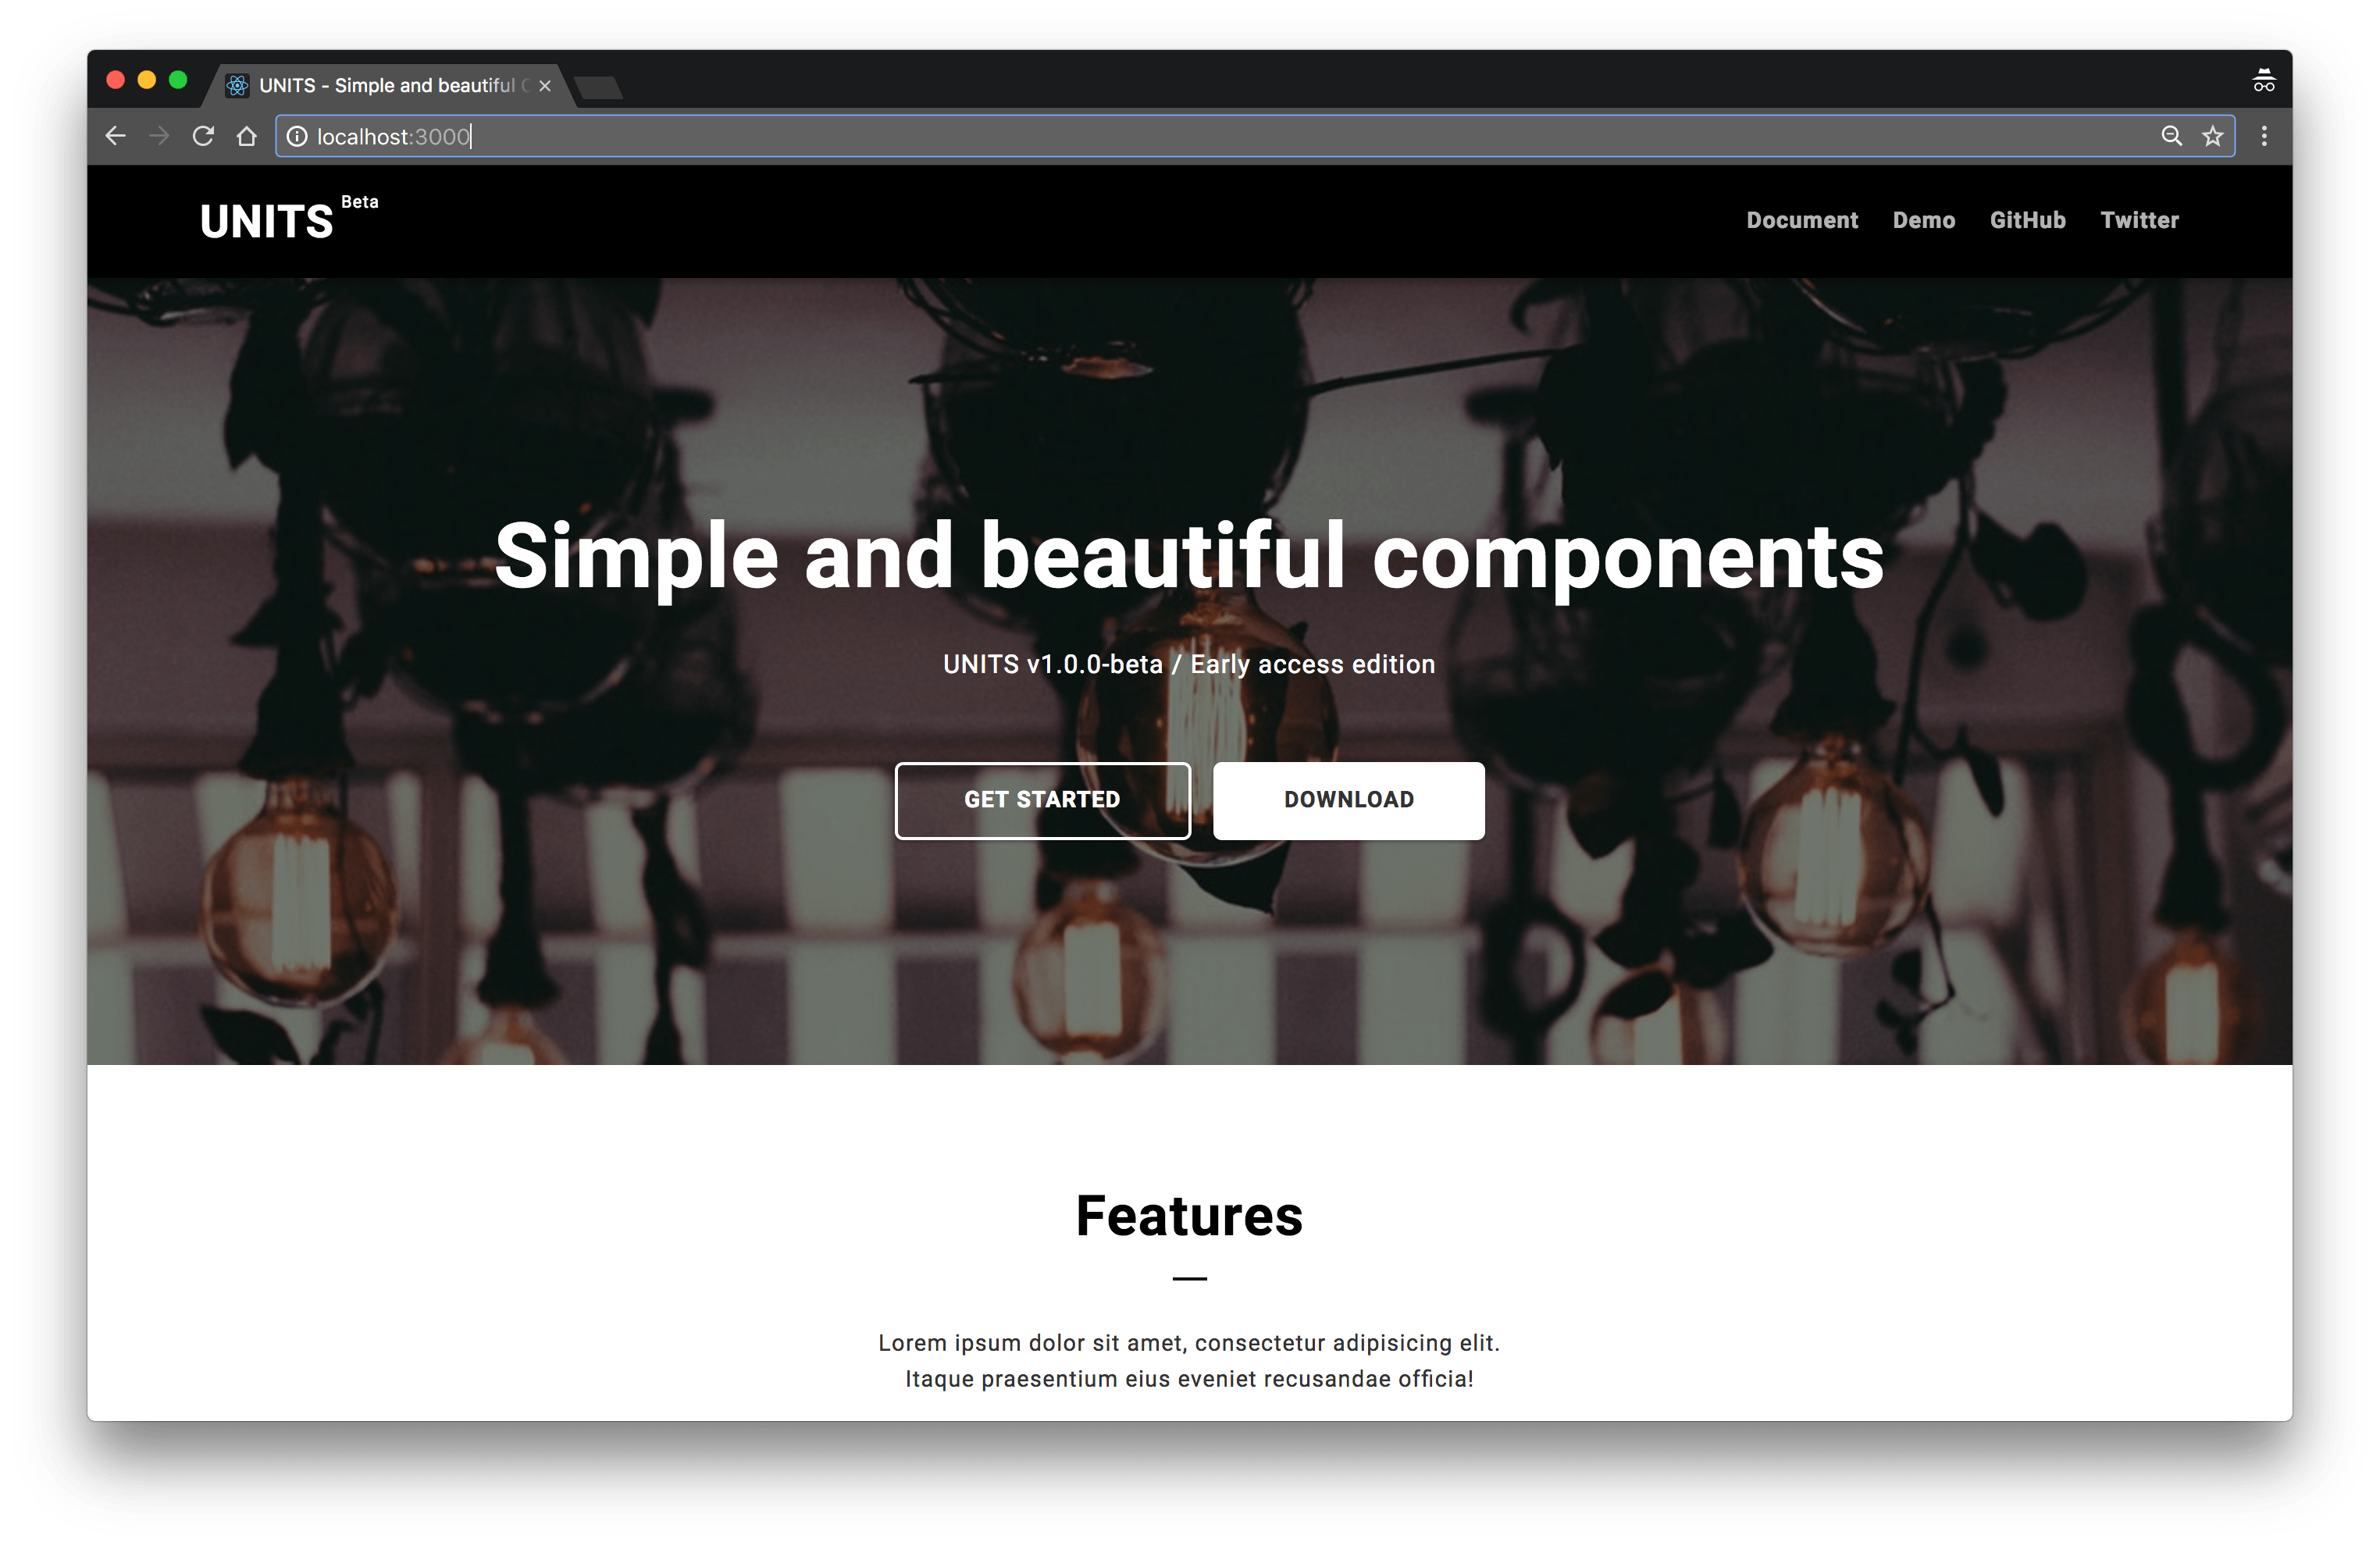 UNITS - Simple and beautiful
localhost:3000
UNITS Beta
Document Demo GitHub Twitter
Simple and beautiful components
UNITS v1.0.0-beta / Early access edition
GET STARTED DOWNLOAD
Features
Lorem ipsum dolor sit amet, consectetur adipisicing elit.
Itaque praesentium eius eveniet recusandae officia!